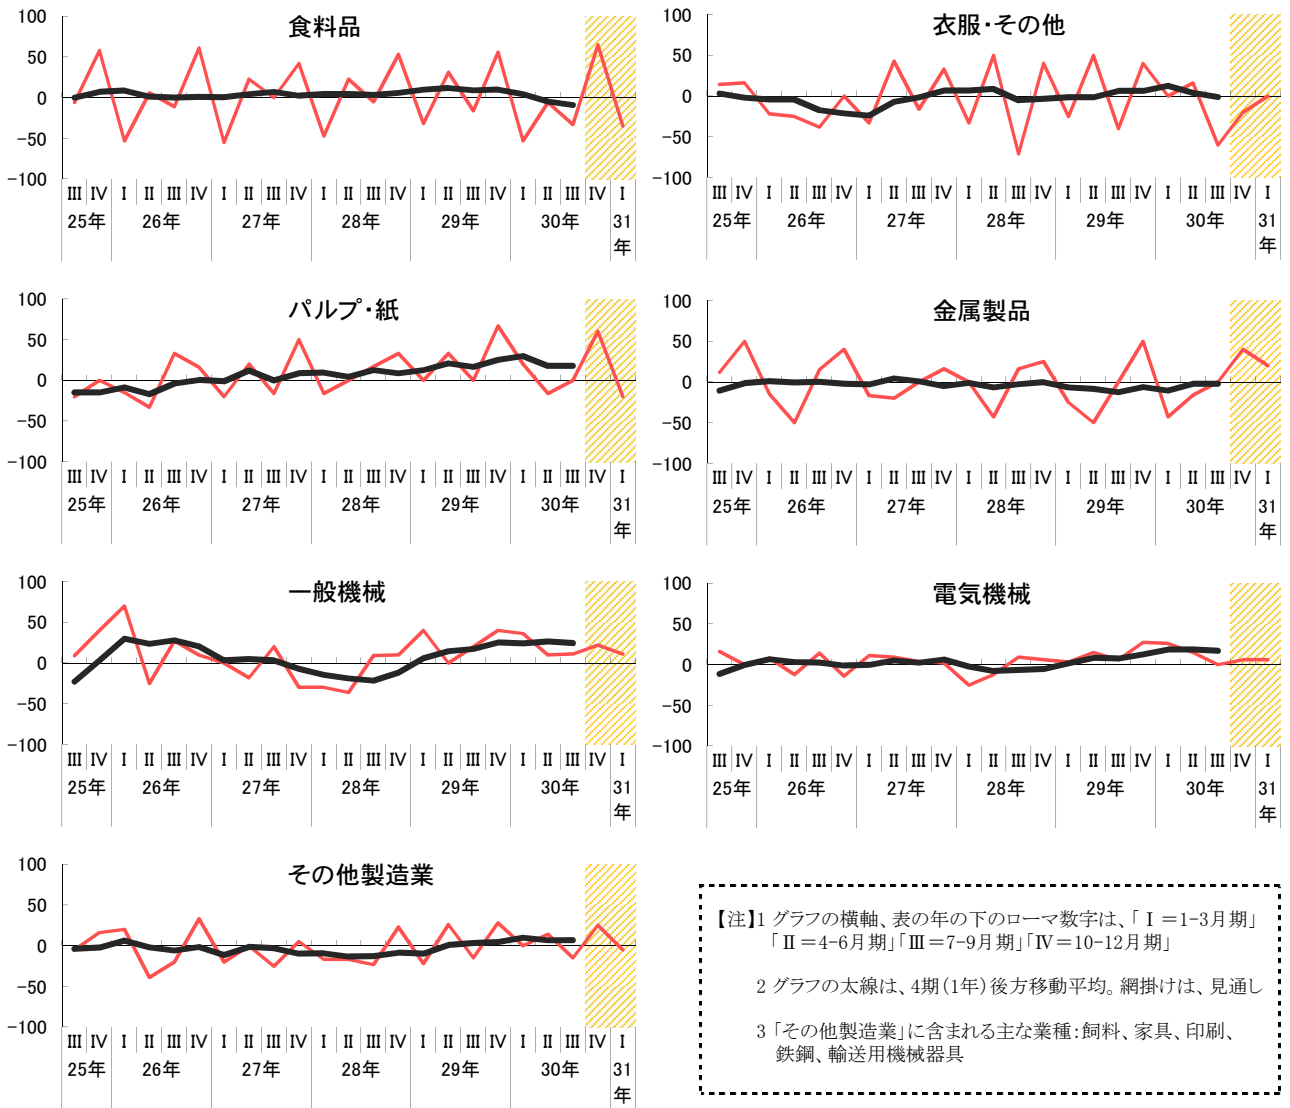 食料品
100
50
0
-50
-100
Ⅲ Ⅳ Ⅰ Ⅱ Ⅲ Ⅳ Ⅰ Ⅱ Ⅲ Ⅳ Ⅰ Ⅱ Ⅲ Ⅳ Ⅰ Ⅱ Ⅲ Ⅳ Ⅰ Ⅱ Ⅲ Ⅳ Ⅰ
25年 26年 27年 28年 29年 30年 31
年
衣服・その他
100
50
0
-50
-100
Ⅲ Ⅳ Ⅰ Ⅱ Ⅲ Ⅳ Ⅰ Ⅱ Ⅲ Ⅳ Ⅰ Ⅱ Ⅲ Ⅳ Ⅰ Ⅱ Ⅲ Ⅳ Ⅰ Ⅱ Ⅲ Ⅳ Ⅰ
25年 26年 27年 28年 29年 30年 31
年
パルプ・紙
100
50
0
-50
-100
Ⅲ Ⅳ Ⅰ Ⅱ Ⅲ Ⅳ Ⅰ Ⅱ Ⅲ Ⅳ Ⅰ Ⅱ Ⅲ Ⅳ Ⅰ Ⅱ Ⅲ Ⅳ Ⅰ Ⅱ Ⅲ Ⅳ Ⅰ
25年 26年 27年 28年 29年 30年 31
年
金属製品
100
50
0
-50
-100
Ⅲ Ⅳ Ⅰ Ⅱ Ⅲ Ⅳ Ⅰ Ⅱ Ⅲ Ⅳ Ⅰ Ⅱ Ⅲ Ⅳ Ⅰ Ⅱ Ⅲ Ⅳ Ⅰ Ⅱ Ⅲ Ⅳ Ⅰ
25年 26年 27年 28年 29年 30年 31
年
一般機械
100
50
0
-50
-100
Ⅲ Ⅳ Ⅰ Ⅱ Ⅲ Ⅳ Ⅰ Ⅱ Ⅲ Ⅳ Ⅰ Ⅱ Ⅲ Ⅳ Ⅰ Ⅱ Ⅲ Ⅳ Ⅰ Ⅱ Ⅲ Ⅳ Ⅰ
25年 26年 27年 28年 29年 30年 31
年
電気機械
100
50
0
-50
-100
Ⅲ Ⅳ Ⅰ Ⅱ Ⅲ Ⅳ Ⅰ Ⅱ Ⅲ Ⅳ Ⅰ Ⅱ Ⅲ Ⅳ Ⅰ Ⅱ Ⅲ Ⅳ Ⅰ Ⅱ Ⅲ Ⅳ Ⅰ
25年 26年 27年 28年 29年 30年 31
年
その他製造業
100
50
0
-50
-100
Ⅲ Ⅳ Ⅰ Ⅱ Ⅲ Ⅳ Ⅰ Ⅱ Ⅲ Ⅳ Ⅰ Ⅱ Ⅲ Ⅳ Ⅰ Ⅱ Ⅲ Ⅳ Ⅰ Ⅱ Ⅲ Ⅳ Ⅰ
25年 26年 27年 28年 29年 30年 31
年
【注】1 グラフの横軸、表の年の下のローマ数字は、「Ⅰ=1-3月期」
「Ⅱ=4-6月期」「Ⅲ=7-9月期」「Ⅳ=10-12月期」
2 グラフの太線は、4期(1年)後方移動平均。網掛けは、見通し
3 「その他製造業」に含まれる主な業種:飼料、家具、印刷、
鉄鋼、輸送用機械器具